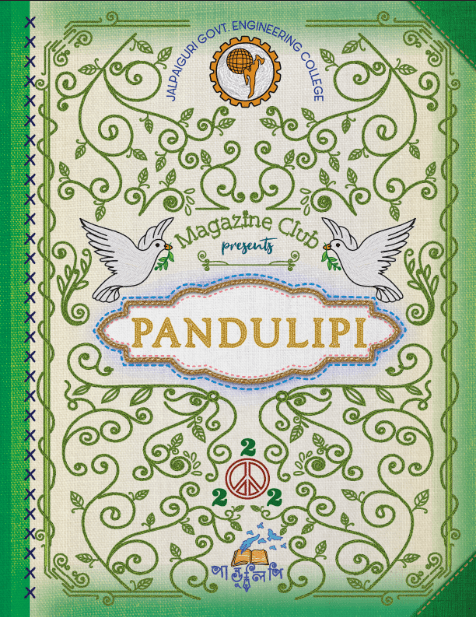 JALPAIGURI GOVT. ENGINEERING COLLEGE
Magazine Club
presents
PANDULIPI
2
2 2
পাণ্ডুলিপি